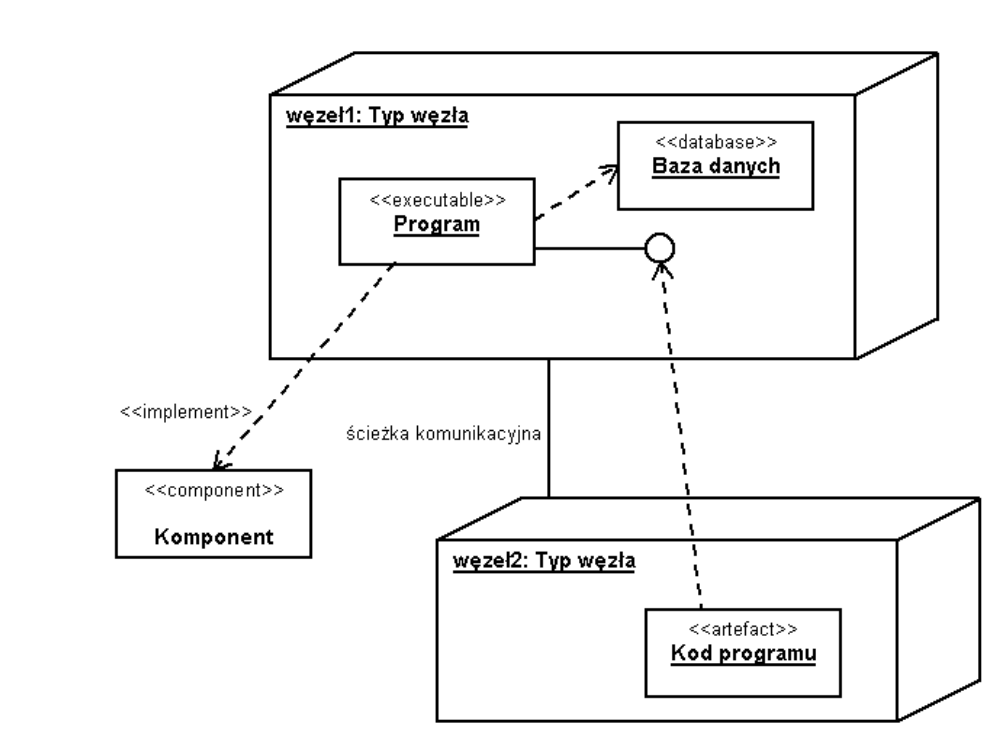 węzeł1: Typ węzła
<<database>>
Baza danych
<<executable>>
Program
<<implement>>
ścieżka komunikacyjna
<<component>>
Komponent
węzeł2: Typ węzła
<<artefact>>
Kod programu